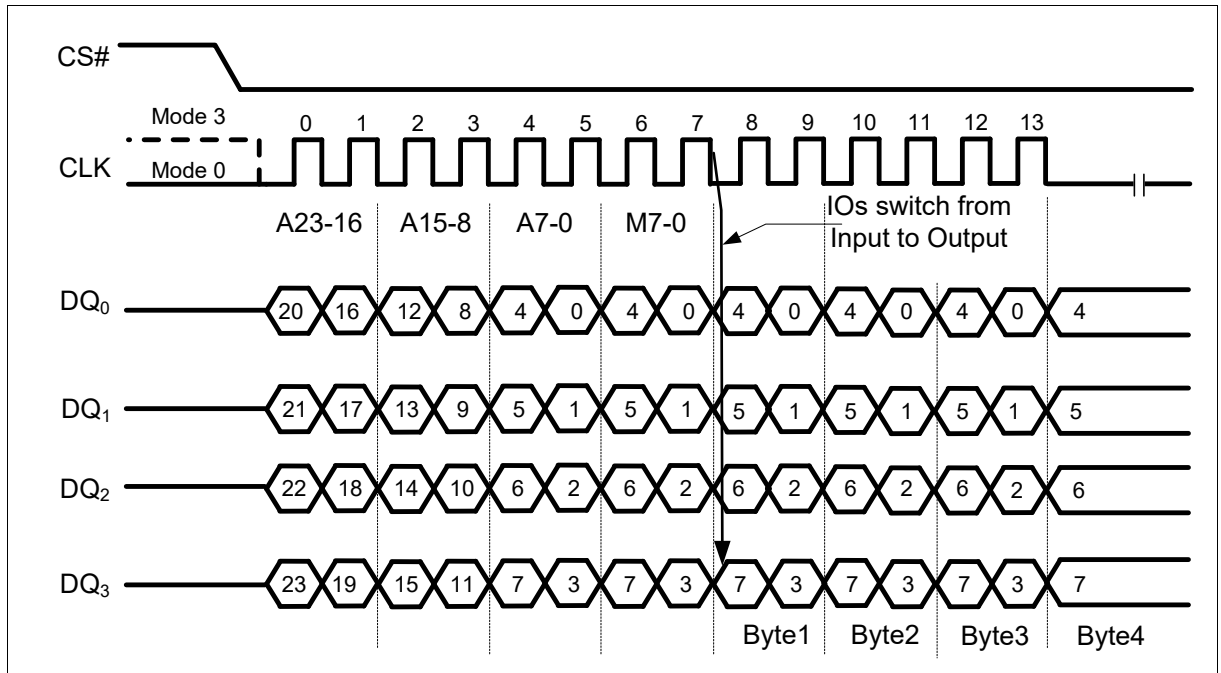 CS#
Mode 3
0 1 2 3 4 5 6 7 8 9 10 11 12 13
CLK
Mode 0
A23-16 A15-8 A7-0 M7-0
IOs switch from
Input to Output
DQ0 20 16 12 8 4 0 4 0 4 0 4 0 4 0 4
DQ1 21 17 13 9 5 1 5 1 5 1 5 1 5 1 5
DQ2 22 18 14 10 6 2 6 2 6 2 6 2 6 2 6
DQ3 23 19 15 11 7 3 7 3 7 3 7 3 7 3 7
Byte1 Byte2 Byte3 Byte4